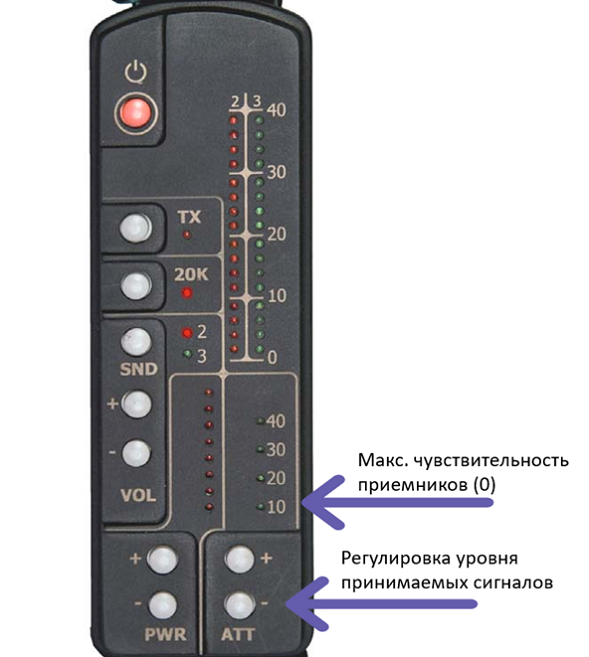 2 3
40
30
TX
20
20K
10
2
3
0
SND
+
40
-
30
Макс. чувствительность
приемников (0)
20
VOL
10
+
+
Регулировка уровня
принимаемых сигналов
-
-
PWR
ATT